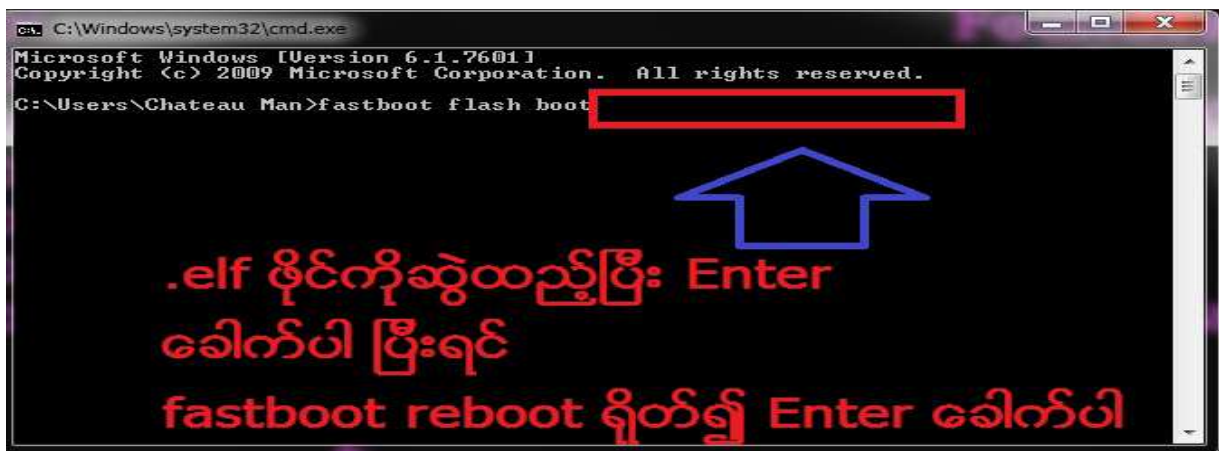 C:\Windows\system32\cmd.exe
Microsoft Windows [Version 6.1.7601]
Copyright (c) 2009 Microsoft Corporation.  All rights reserved.
C:\Users\Chateau Man>fastboot flash boot
.elf ဖိုင်ကိုဆွဲထည့်ပြီး Enter
ခေါက်ပါ ပြီးရင်
fastboot reboot ရိုတ်၍ Enter ခေါက်ပါ